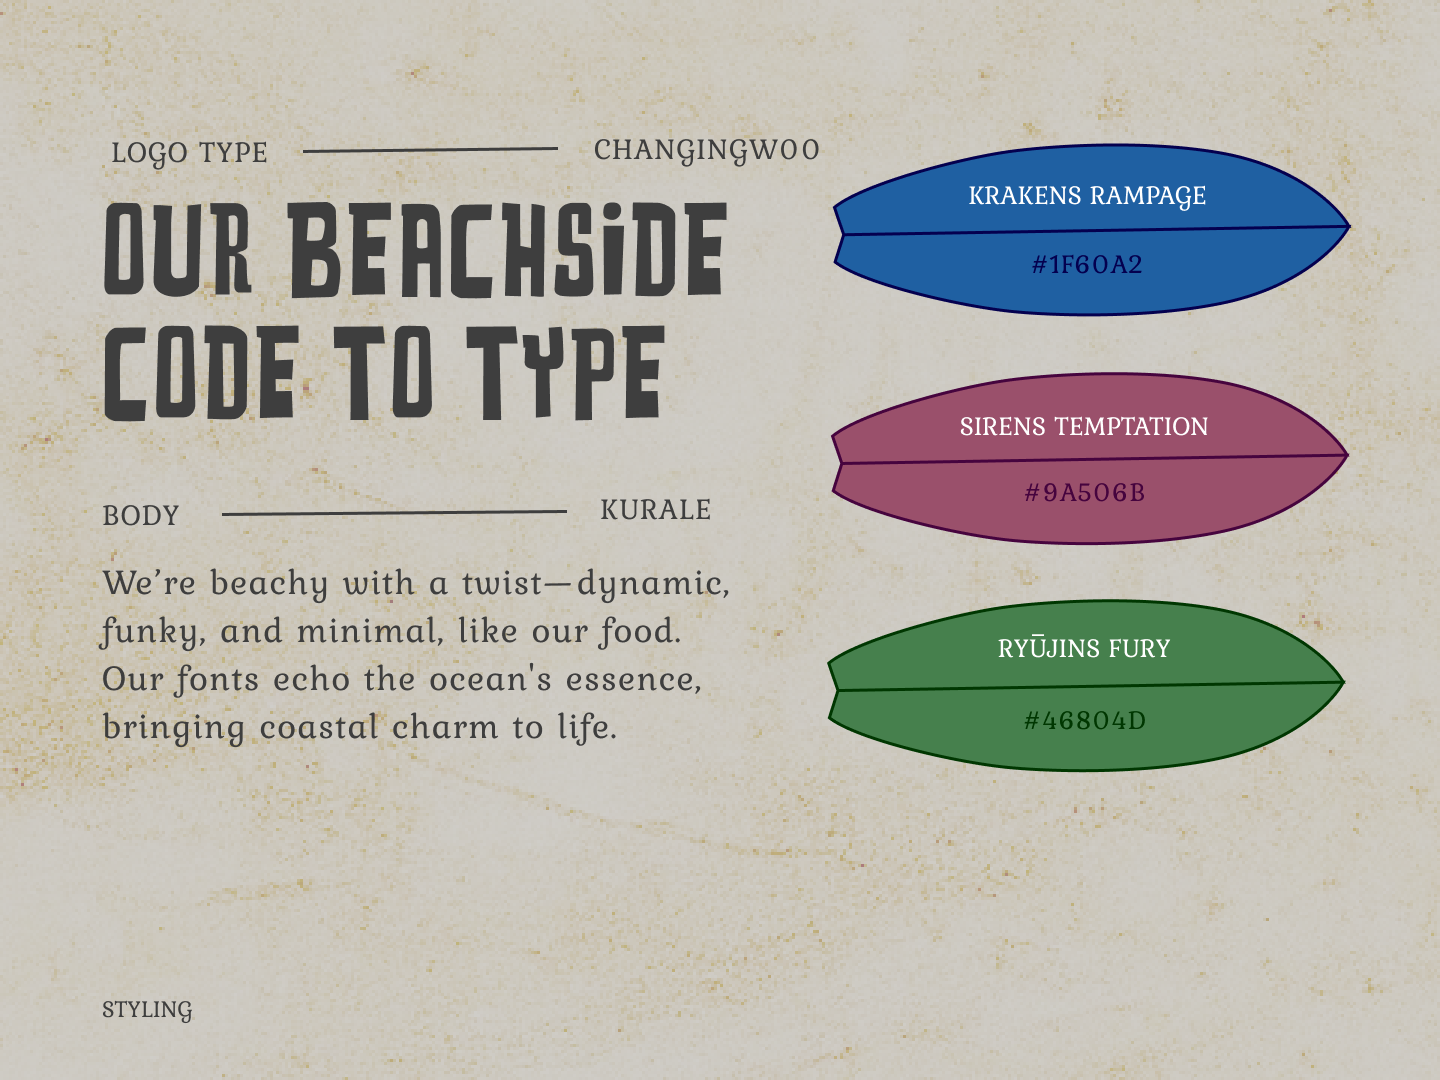 LOGO TYPE
CHANGINGWOO
OUR BEACHSiDE
CODE TO TYPE
BODY
KURALE
We’re beachy with a twist—dynamic,
funky, and minimal, like our food.
Our fonts echo the ocean's essence,
bringing coastal charm to life.
KRAKENS RAMPAGE
#1F60A2
SIRENS TEMPTATION
#9A506B
RYŪJINS FURY
#46804D
STYLING